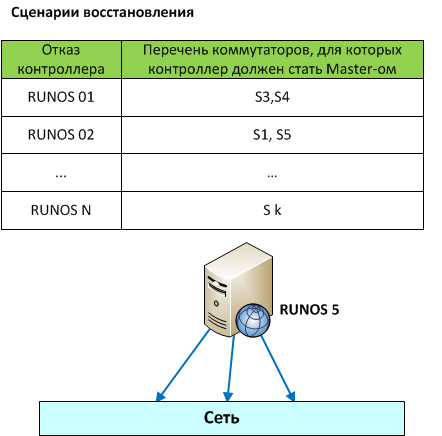 Сценарии восстановления
Отказ контроллера
Перечень коммутаторов, для которых контроллер должен стать Master-ом
RUNOS 01
S3,S4
RUNOS 02
S1, S5
...
...
RUNOS N
S k
RUNOS 5
Сеть